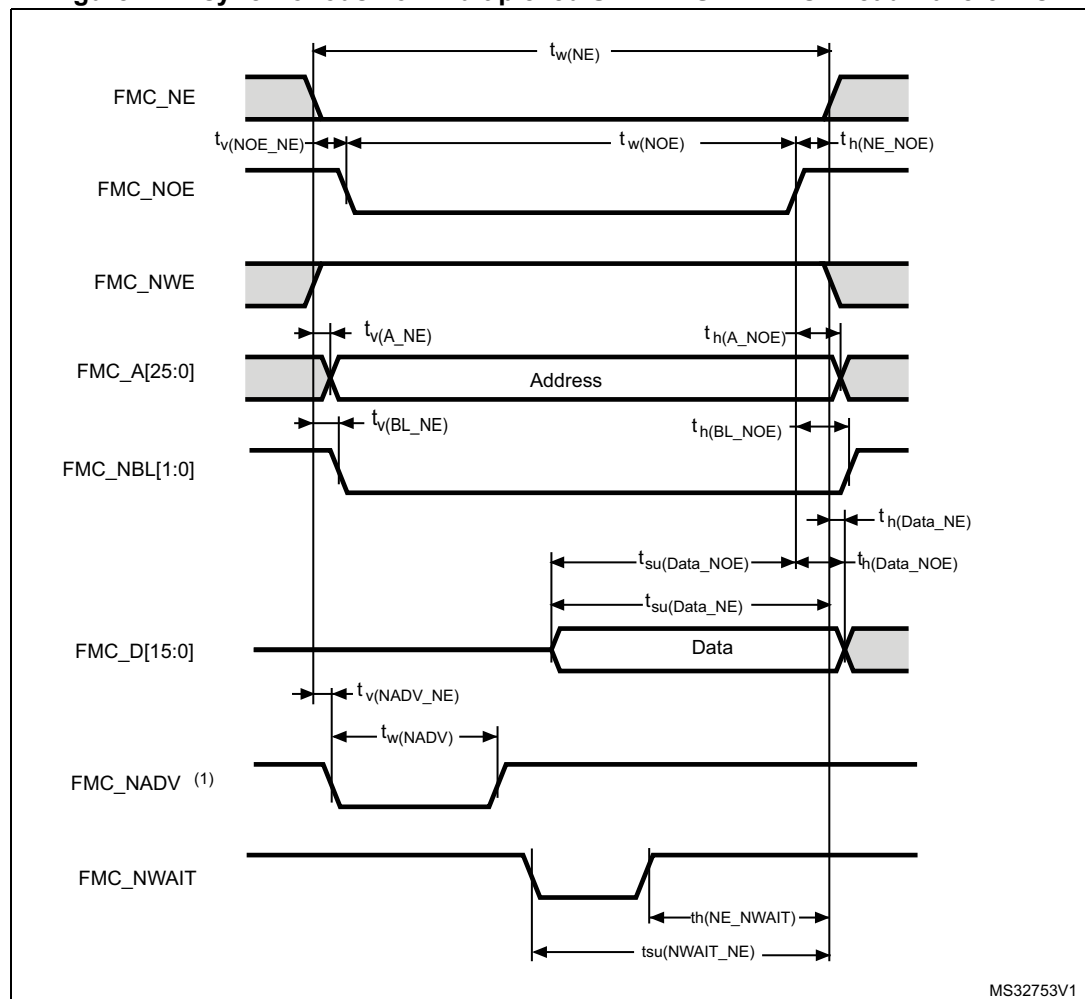 tw(NE)
FMC_NE
tv(NOE_NE)
tw(NOE)
th(NE_NOE)
FMC_NOE
FMC_NWE
tv(A_NE)
th(A_NOE)
FMC_A[25:0]
Address
tv(BL_NE)
th(BL_NOE)
FMC_NBL[1:0]
th(Data_NE)
tsu(Data_NOE)
th(Data_NOE)
tsu(Data_NE)
FMC_D[15:0]
Data
tv(NADV_NE)
tw(NADV)
FMC_NADV (1)
FMC_NWAIT
th(NE_NWAIT)
tsu(NWAIT_NE)
MS32753V1